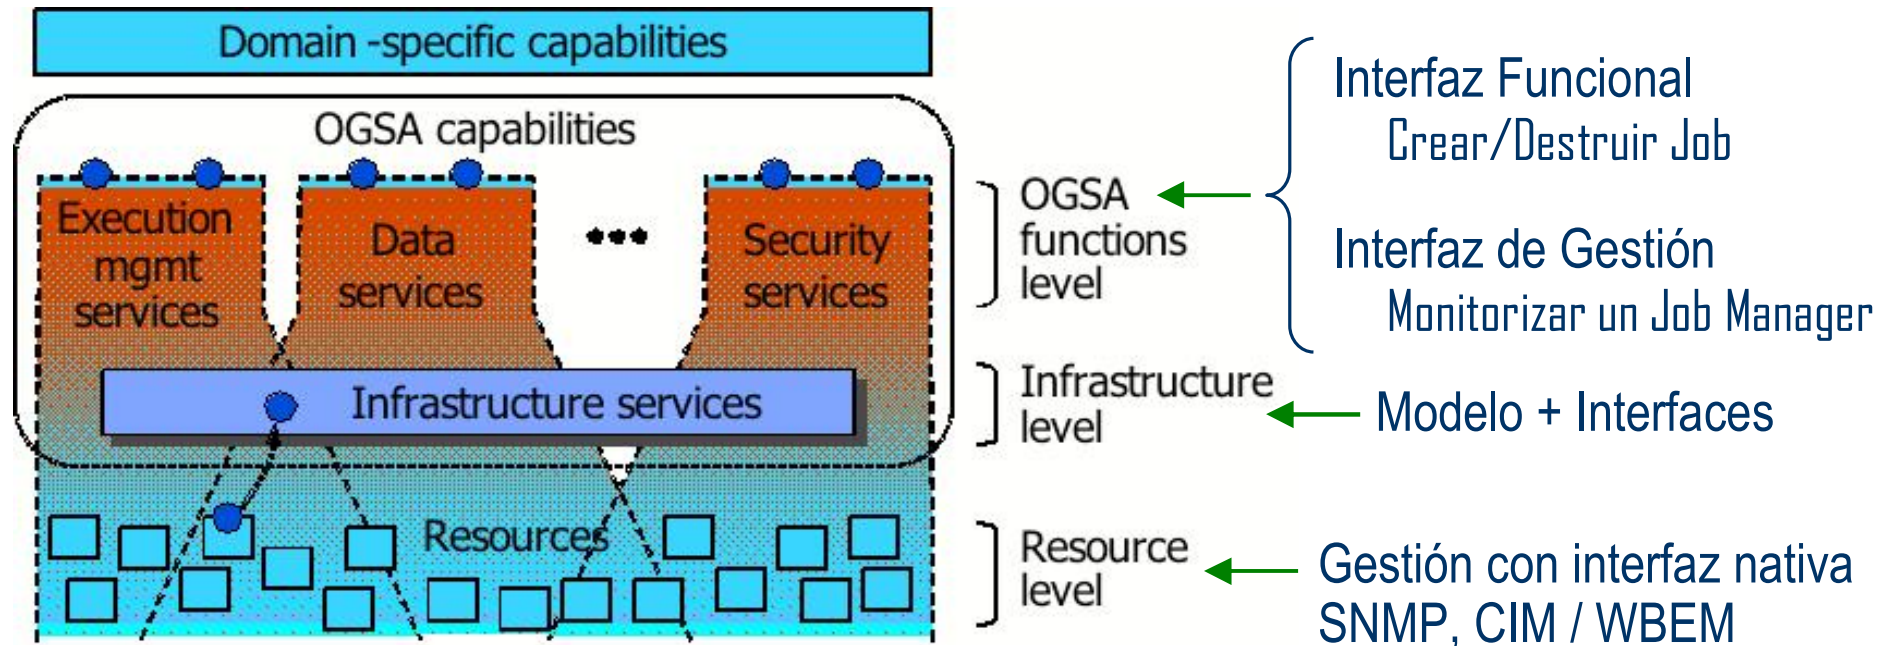 Domain -specific capabilities
OGSA capabilities
Execution
mgmt
services
Data
services
Security
services
Infrastructure services
Resources
OGSA
functions
level
Infrastructure
level
Resource
level
Interfaz Funcional
Crear/Destruir Job
Interfaz de Gestión
Monitorizar un Job Manager
Modelo + Interfaces
Gestión con interfaz nativa
SNMP, CIM / WBEM